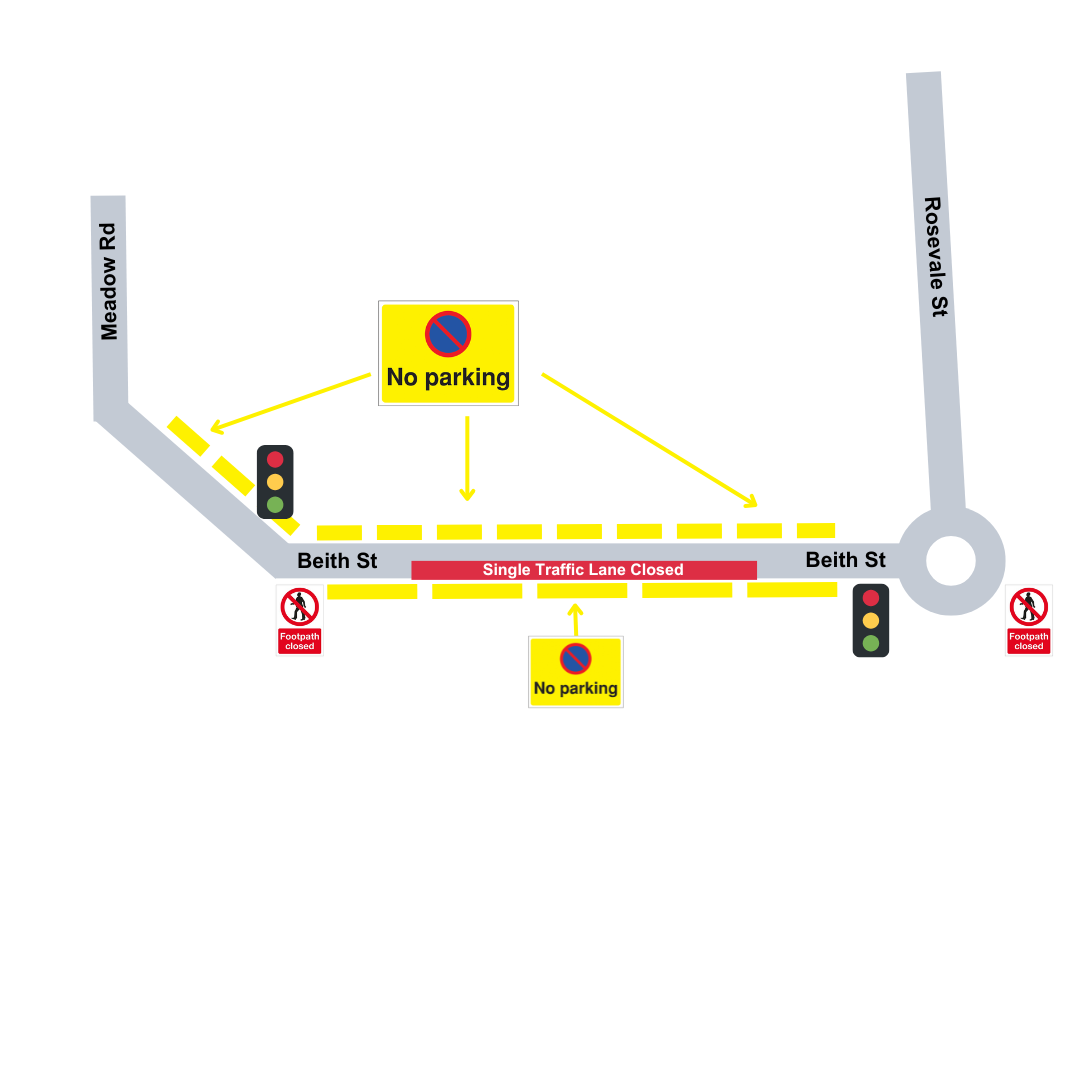 Rosevale St
Meadow Rd
No parking
Beith St
Beith St
Single Traffic Lane Closed
Footpath
closed
Footpath
closed
No parking